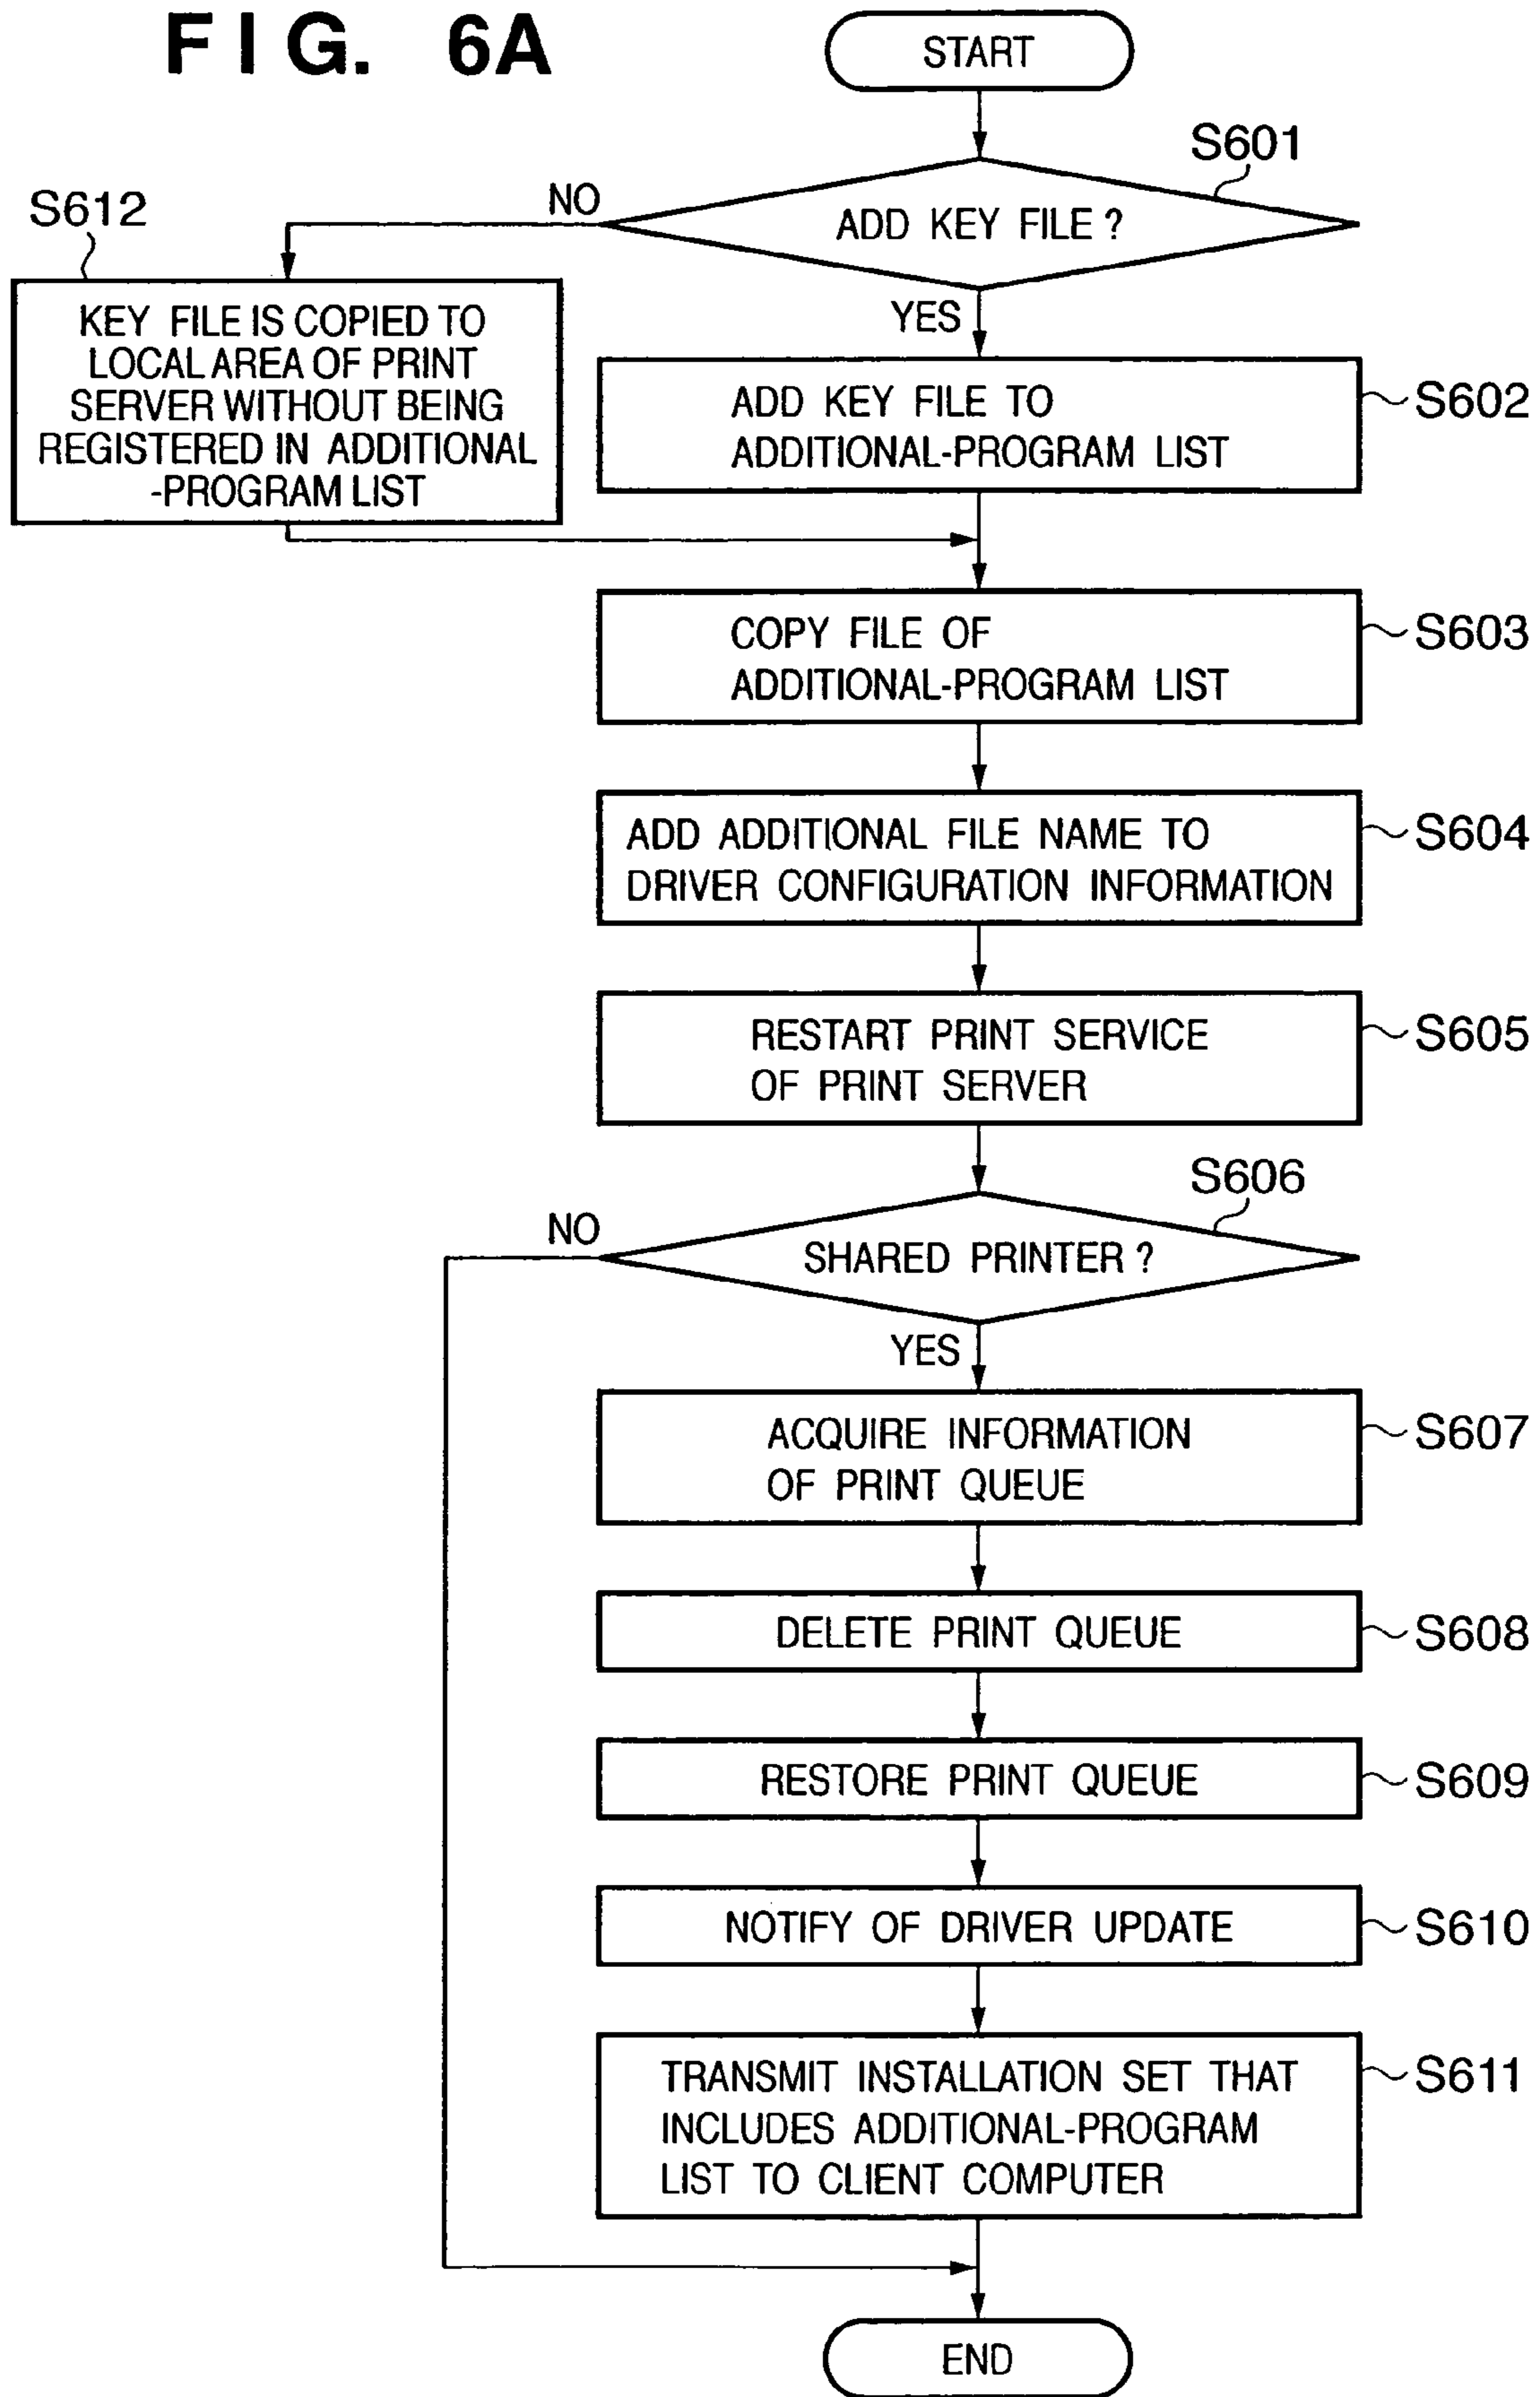 FIG. 6A
START
S601
ADD KEY FILE?
NO
S612
KEY FILE IS COPIED TO
LOCAL AREA OF PRINT
SERVER WITHOUT BEING
REGISTERED IN ADDITIONAL
-PROGRAM LIST
YES
ADD KEY FILE TO
ADDITIONAL-PROGRAM LIST
S602
COPY FILE OF
ADDITIONAL-PROGRAM LIST
S603
ADD ADDITIONAL FILE NAME TO
DRIVER CONFIGURATION INFORMATION
S604
RESTART PRINT SERVICE
OF PRINT SERVER
S605
S606
NO
SHARED PRINTER?
YES
ACQUIRE INFORMATION
OF PRINT QUEUE
S607
DELETE PRINT QUEUE
S608
RESTORE PRINT QUEUE
S609
NOTIFY OF DRIVER UPDATE
S610
TRANSMIT INSTALLATION SET THAT
INCLUDES ADDITIONAL-PROGRAM
LIST TO CLIENT COMPUTER
S611
END